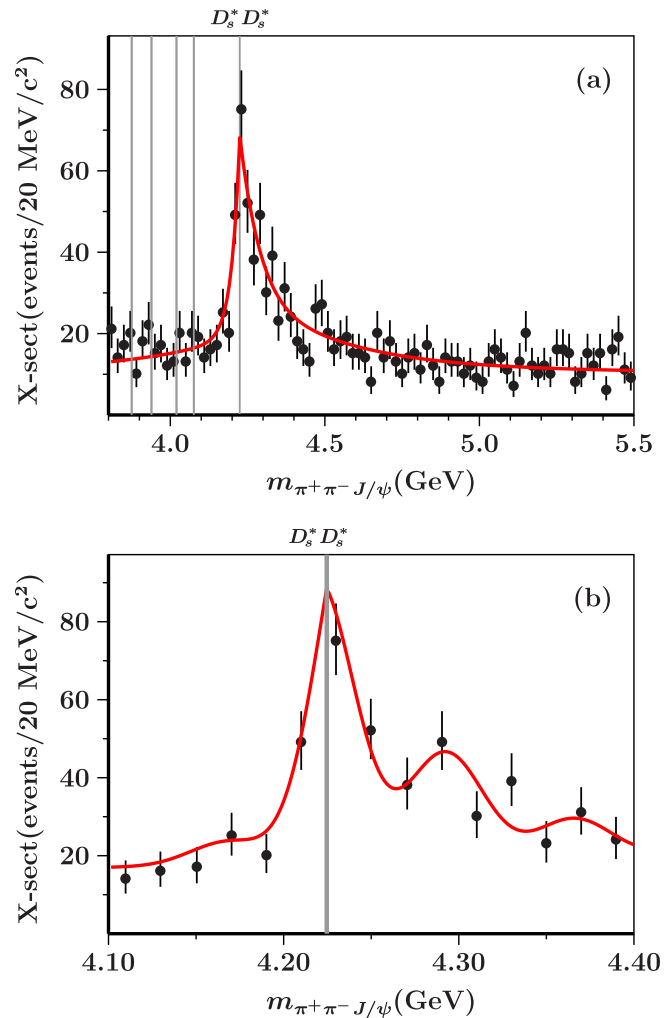 D_s^* D_s^*
(a)
X-sect(events/20 MeV/c²)
80
60
40
20
4.0 4.5 5.0 5.5
m_{π⁺π⁻J/ψ}(GeV)
D_s^* D_s^*
(b)
X-sect(events/20 MeV/c²)
80
60
40
20
4.10 4.20 4.30 4.40
m_{π⁺π⁻J/ψ}(GeV)